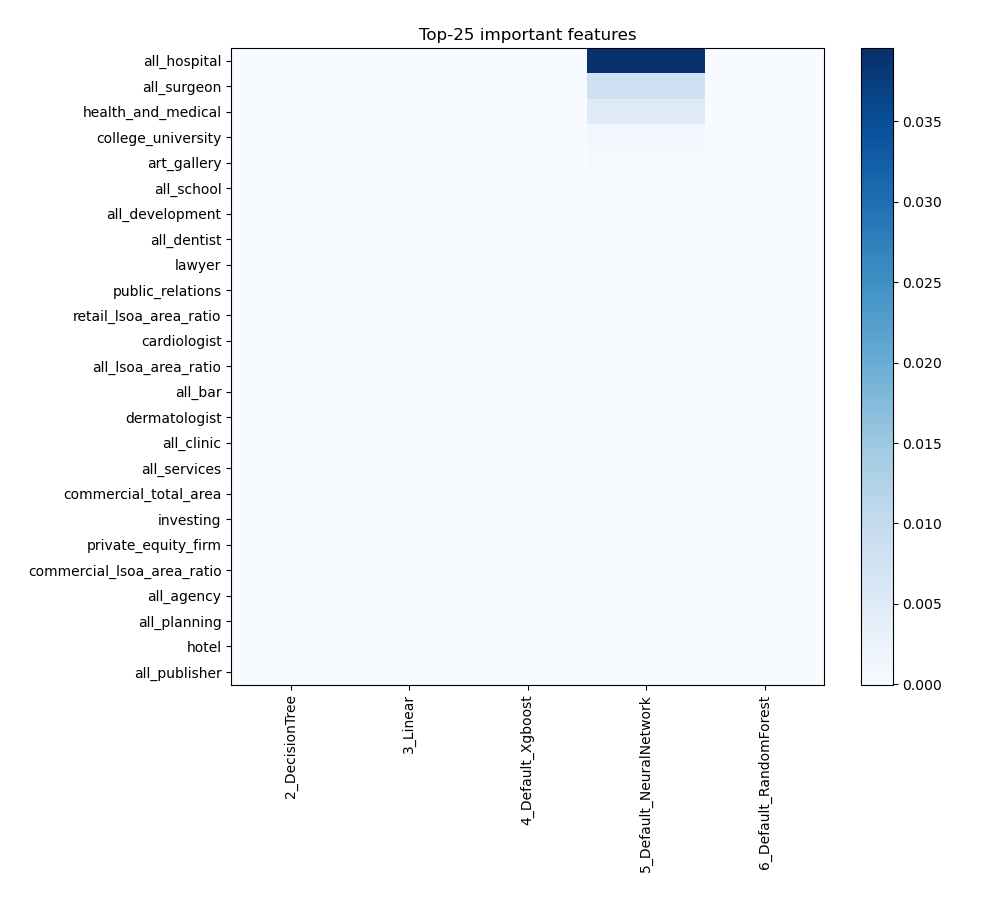 Top-25 important features
all_hospital
all_surgeon
health_and_medical
college_university
art_gallery
all_school
all_development
all_dentist
lawyer
public_relations
retail_lsoa_area_ratio
cardiologist
all_lsoa_area_ratio
all_bar
dermatologist
all_clinic
all_services
commercial_total_area
investing
private_equity_firm
commercial_lsoa_area_ratio
all_agency
all_planning
hotel
all_publisher
2_DecisionTree
3_Linear
4_Default_Xgboost
5_Default_NeuralNetwork
6_Default_RandomForest
0.035
0.030
0.025
0.020
0.015
0.010
0.005
0.000